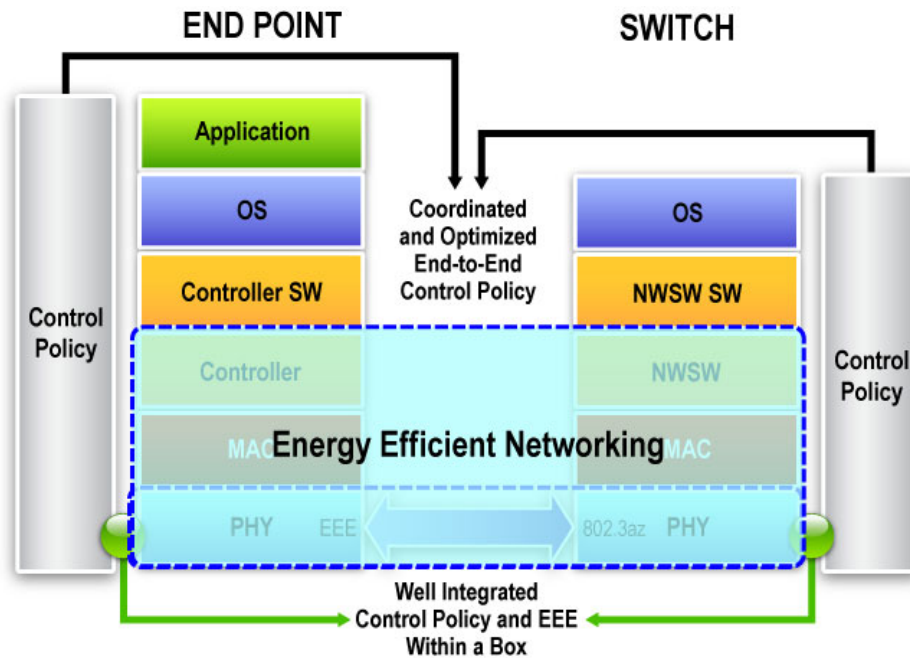 END POINT
SWITCH
Control
Policy
Application
OS
Controller SW
Controller
MAC
PHY
EEE
Coordinated
and Optimized
End-to-End
Control Policy
OS
NWSW SW
NWSW
MAC
802.3az
PHY
Control
Policy
Energy Efficient Networking
Well Integrated
Control Policy and EEE
Within a Box